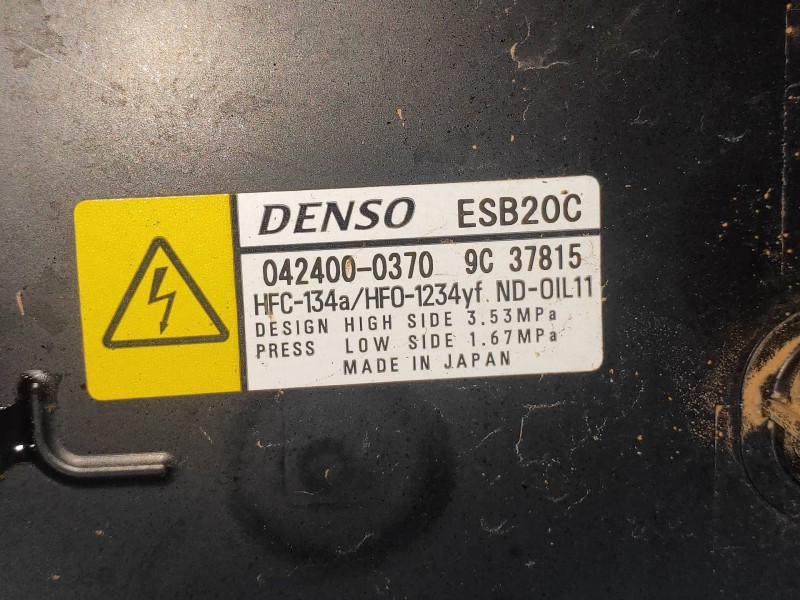 DENSO ESB20C
042400-0370 9C 37815
HFC-134a/HFO-1234yf ND-OIL11
DESIGN HIGH SIDE 3.53MPa
PRESS LOW SIDE 1.67MPa
MADE IN JAPAN